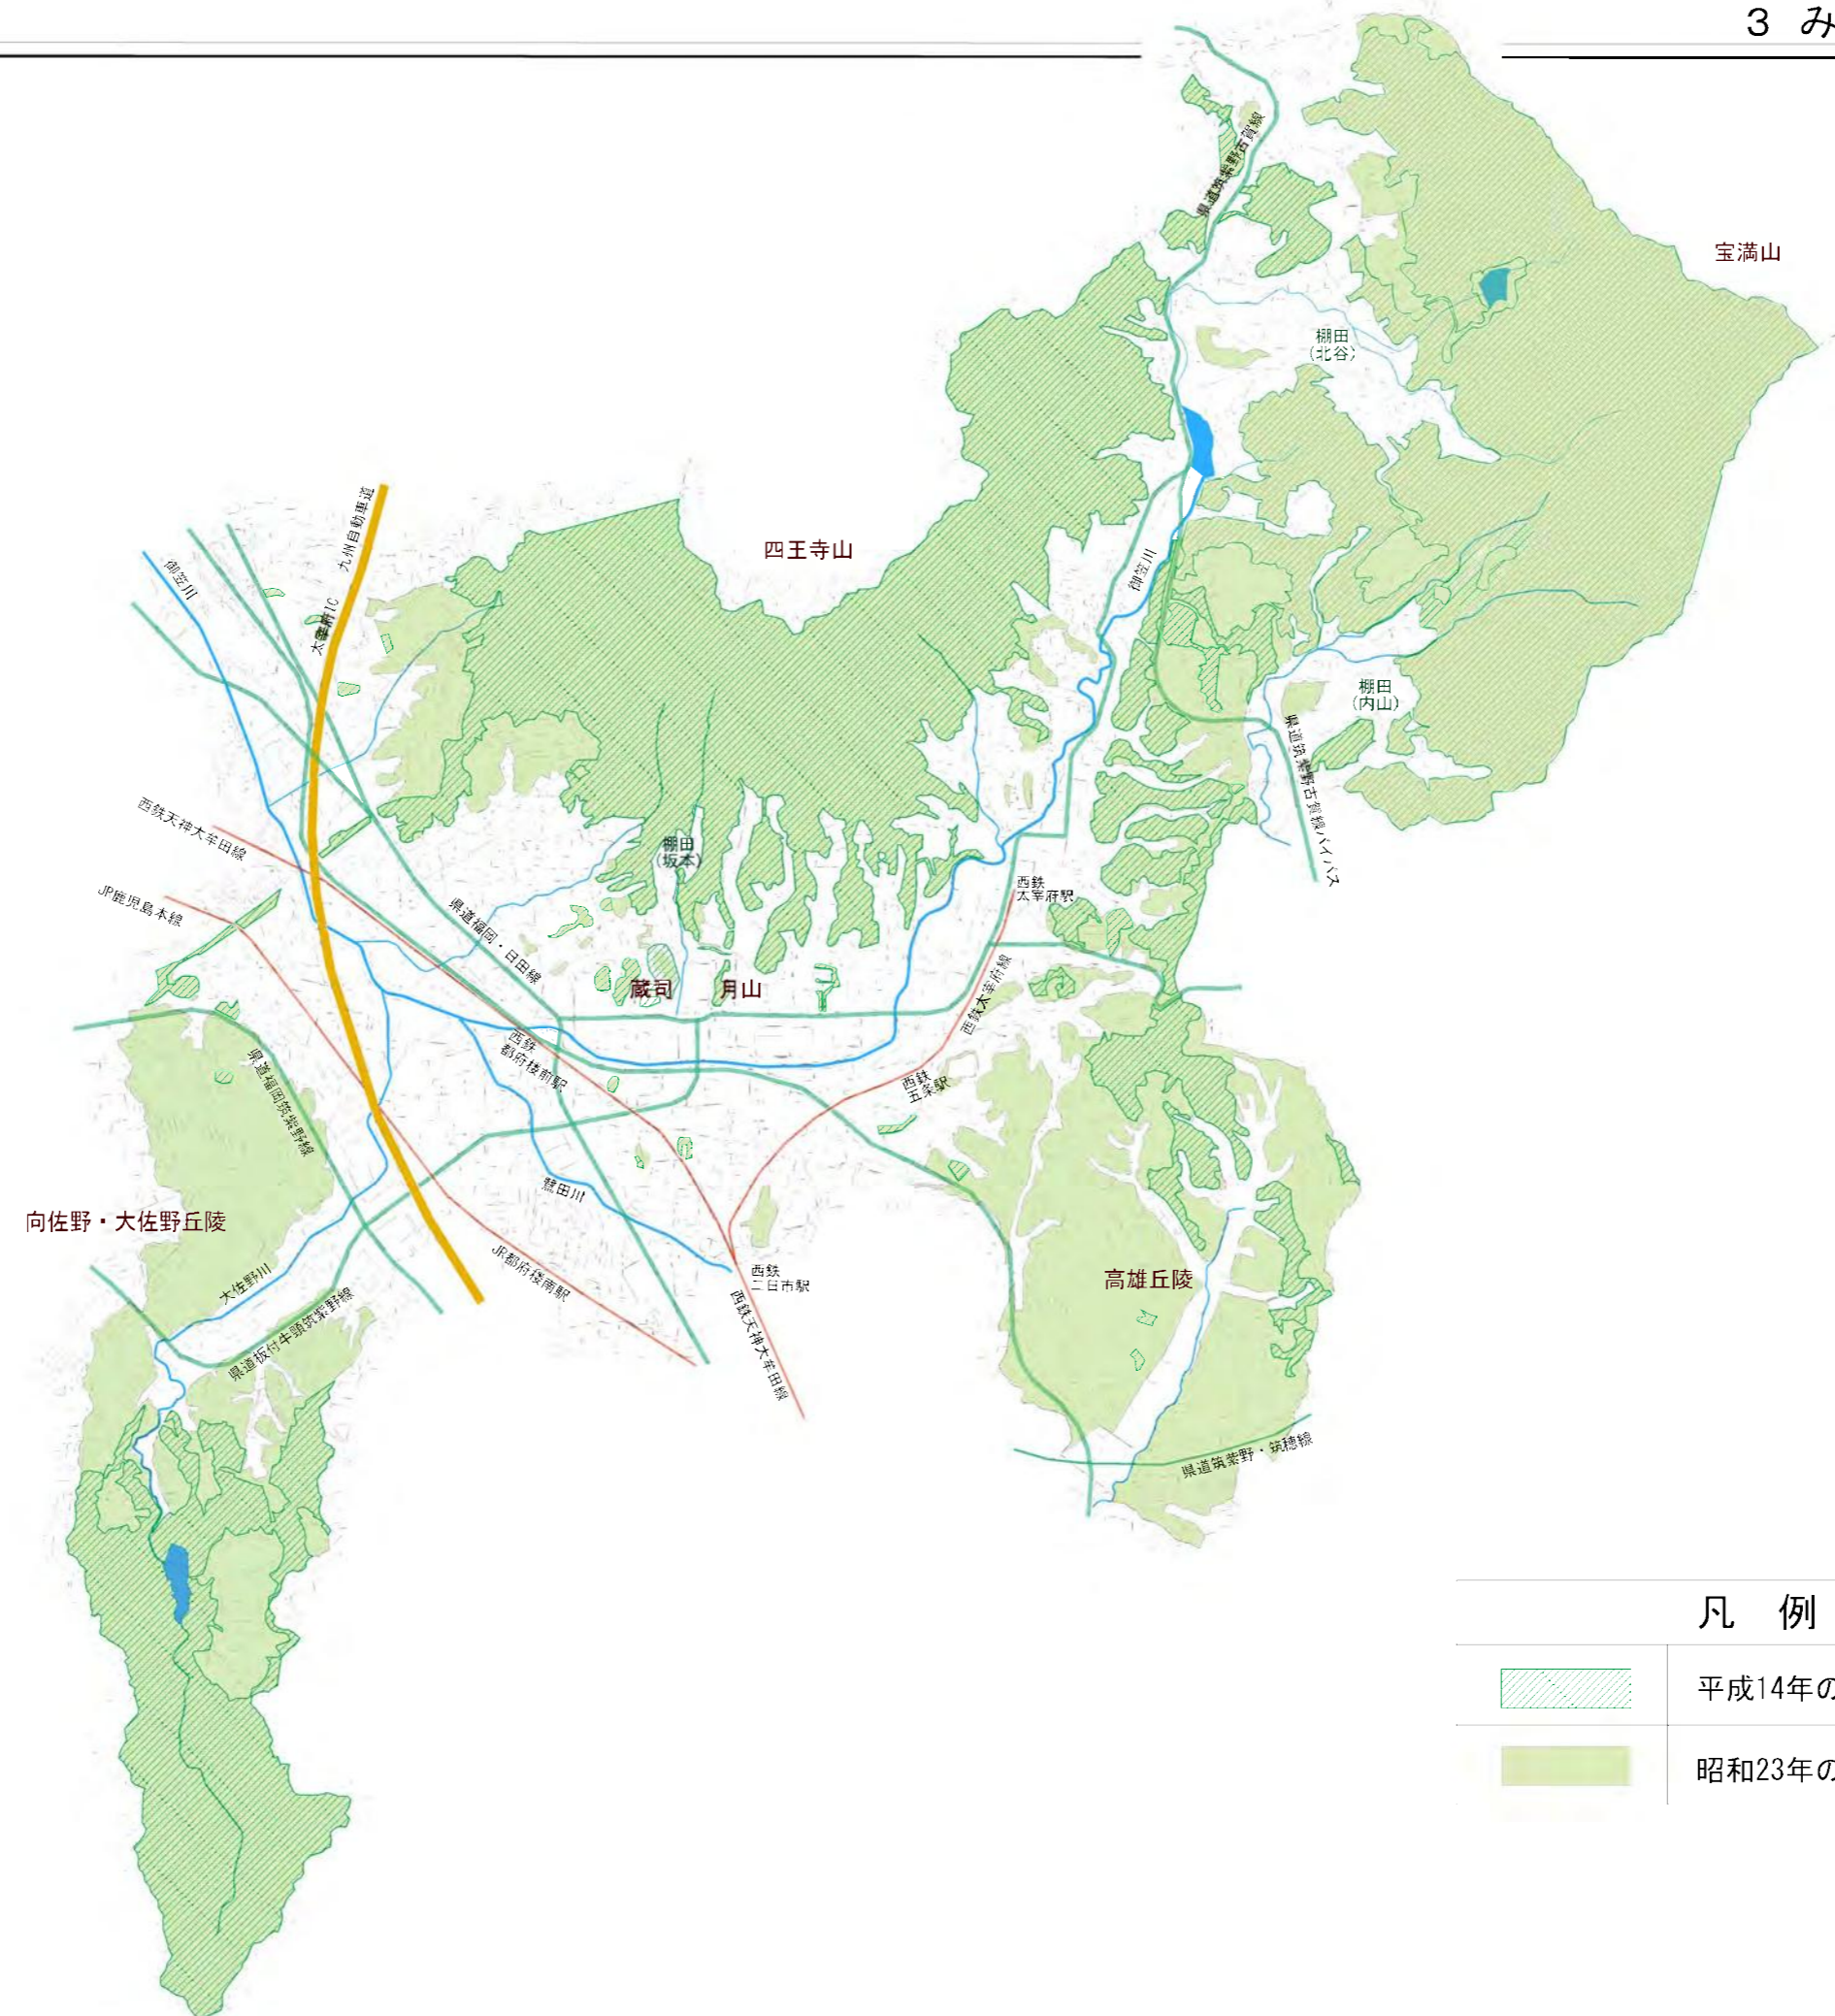 3 み
県道筑紫野古賀線
宝満山
棚田
(北谷)
九州自動車道
四王寺山
御笠川
御笠川
太宰府IC
棚田
(内山)
県道筑紫野古賀線バイパス
西鉄天神大牟田線
棚田
(坂本)
JP鹿児島本線
西鉄
太宰府駅
県道福岡・日田線
蔵司
月山
西鉄太宰府線
西鉄
都府楼前駅
県道福岡筑紫野線
西鉄
五条駅
鷺田川
向佐野・大佐野丘陵
JR都府楼南駅
大佐野川
西鉄
二日市駅
高雄丘陵
県道板付牛頸筑紫野線
西鉄天神大牟田線
県道筑紫野・筑穂線
凡 例
平成14年の
昭和23年の